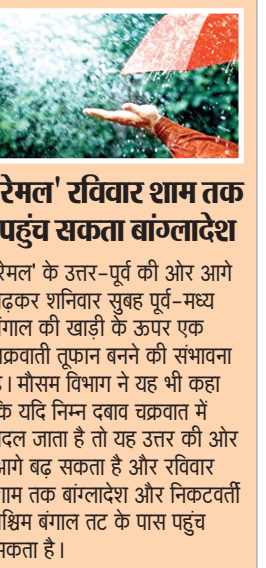 रेमल' रविवार शाम तक
पहुंच सकता बांग्लादेश
रेमल' के उत्तर-पूर्व की ओर आगे
बढ़कर शनिवार सुबह पूर्व-मध्य
बंगाल की खाड़ी के ऊपर एक
चक्रवाती तूफान बनने की संभावना
है। मौसम विभाग ने यह भी कहा
कि यदि निम्न दबाव चक्रवात में
बदल जाता है तो यह उत्तर की ओर
आगे बढ़ सकता है और रविवार
शाम तक बांग्लादेश और निकटवर्ती
पश्चिम बंगाल तट के पास पहुंच
सकता है।